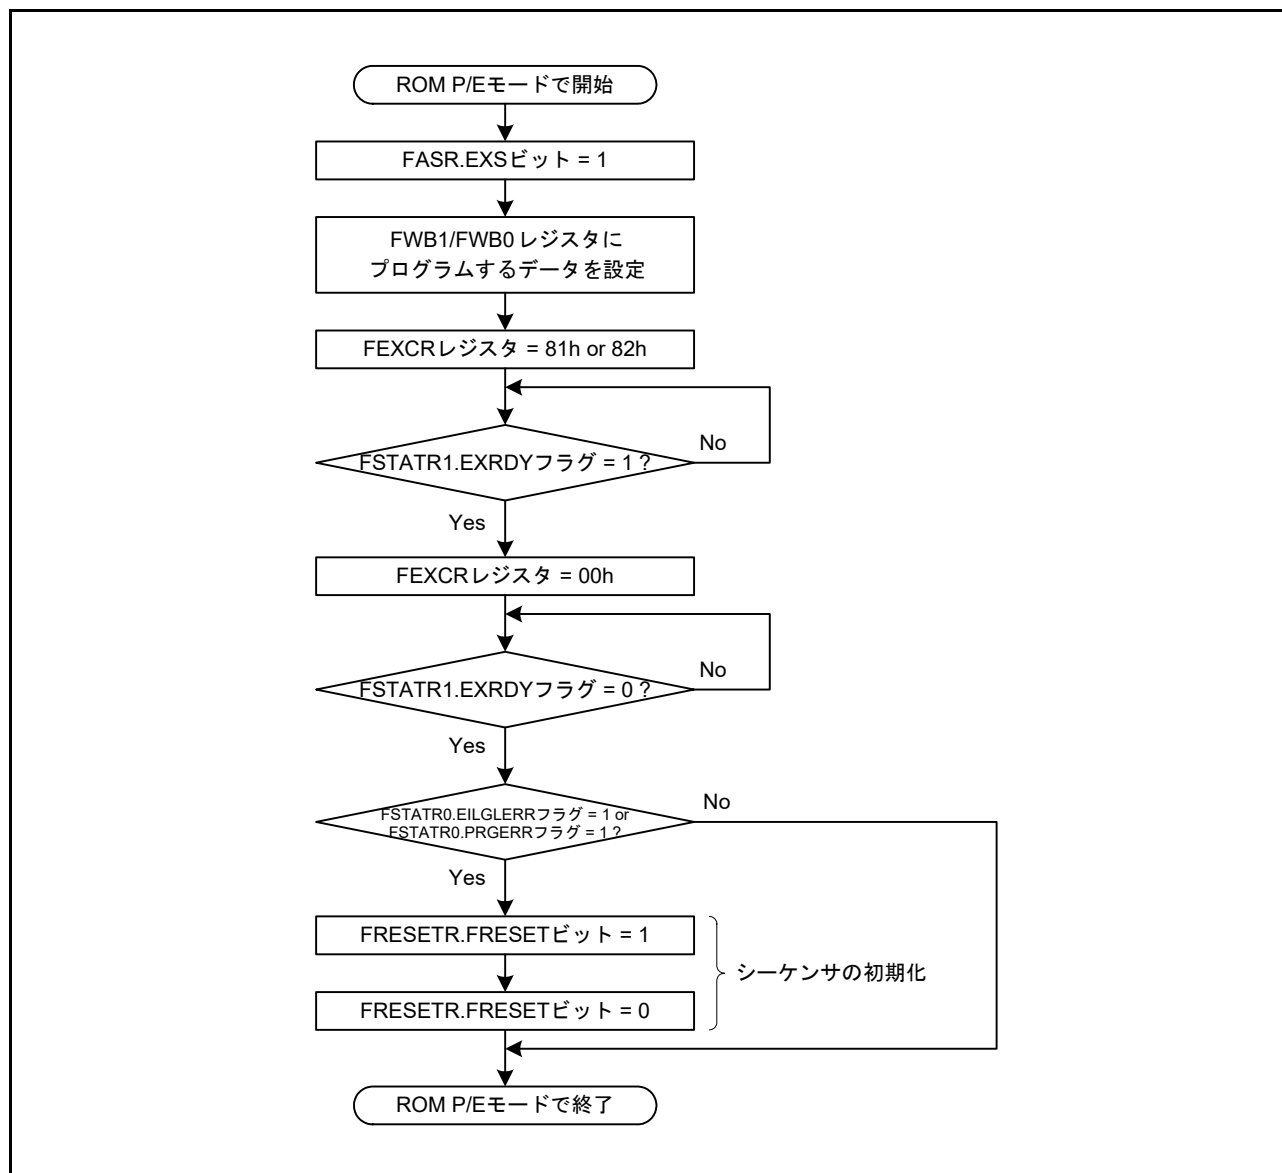 ROM P/Eモードで開始
FASR.EXSビット = 1
FWB1/FWB0 レジスタに
プログラムするデータを設定
FEXCRレジスタ = 81h or 82h
FSTATR1.EXRDYフラグ = 1 ?
No
Yes
FEXCRレジスタ = 00h
FSTATR1.EXRDYフラグ = 0 ?
No
Yes
FSTATR0.EILGLERRフラグ = 1 or
FSTATR0.PRGERRフラグ = 1 ?
No
Yes
FRESETR.FRESETビット = 1
シーケンサの初期化
FRESETR.FRESETビット = 0
ROM P/Eモードで終了